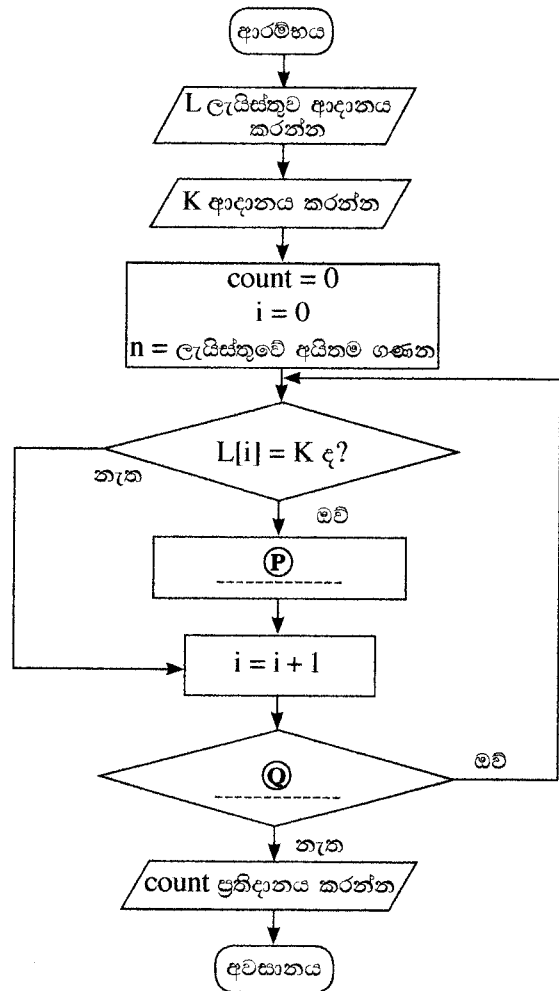 ආරම්භය
L ලැයිස්තුව ආදානය
කරන්න
K ආදානය කරන්න
count = 0
i = 0
n = ලැයිස්තුවේ අයිතම ගණන
L[i] = K ද?
නැත
ඔව්
P
i = i + 1
Q
ඔව්
නැත
count ප්‍රතිදානය කරන්න
අවසානය